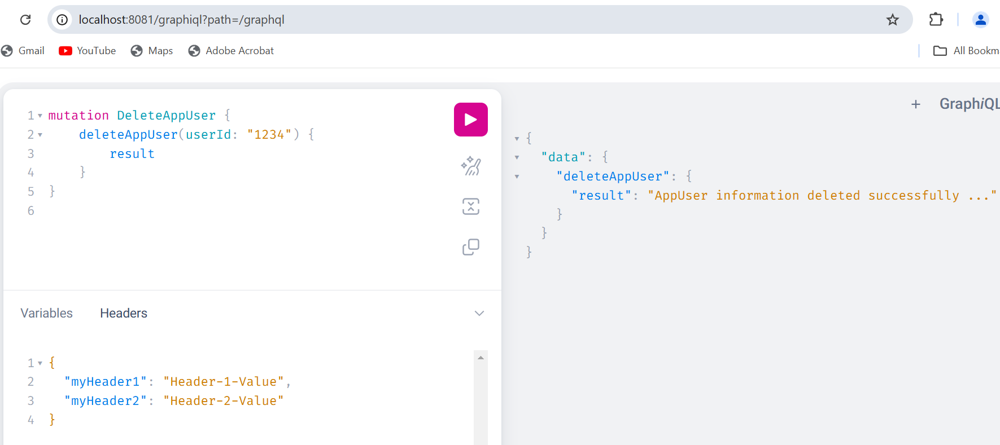 localhost:8081/graphiql?path=/graphql
Gmail YouTube Maps Adobe Acrobat All Bookm
+ GraphiQL
1 mutation DeleteAppUser {
2 deleteAppUser(userId: "1234") {
3 result
4 }
5 }
6
{
"data": {
"deleteAppUser": {
"result": "AppUser information deleted successfully ..."
}
}
}
Variables Headers
1 {
2 "myHeader1": "Header-1-Value",
3 "myHeader2": "Header-2-Value"
4 }